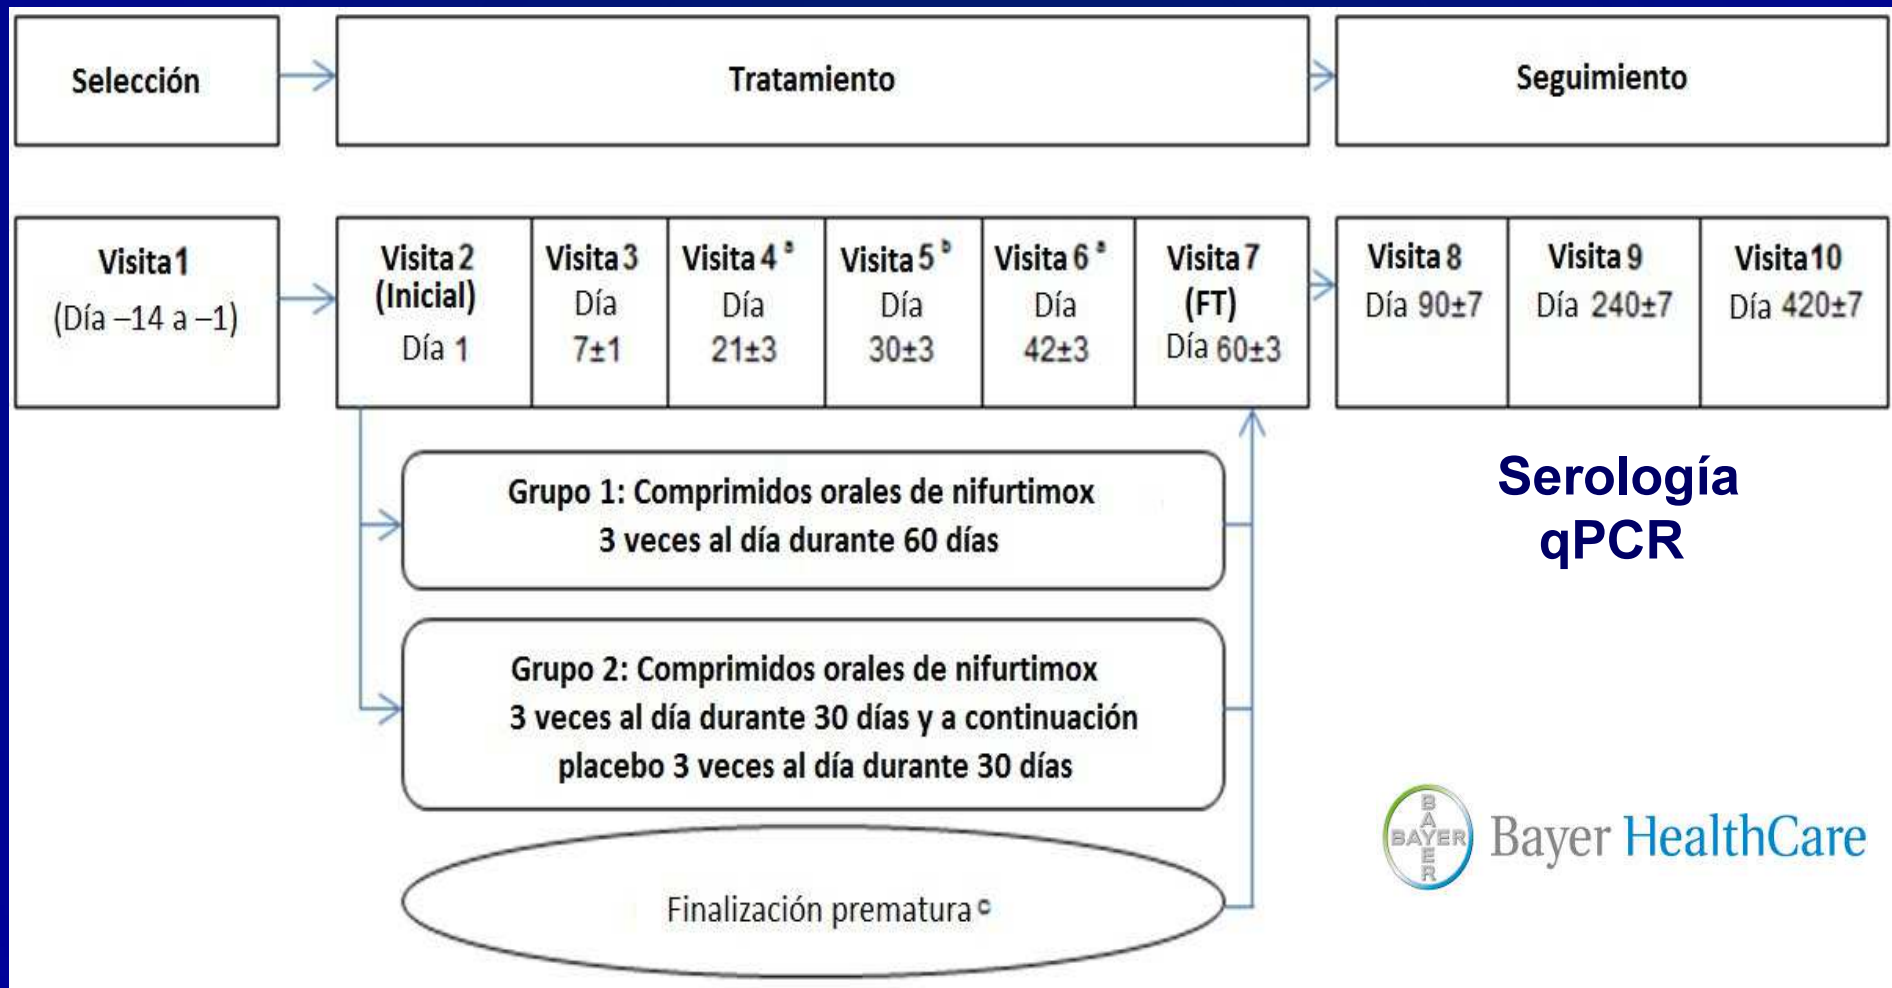 Selección
Tratamiento
Seguimiento
Visita 1
(Día –14 a –1)
Visita 2
(Inicial)
Día 1
Visita 3
Día
7±1
Visita 4 a
Día
21±3
Visita 5 b
Día
30±3
Visita 6 a
Día
42±3
Visita 7
(FT)
Día 60±3
Visita 8
Día 90±7
Visita 9
Día 240±7
Visita 10
Día 420±7
Grupo 1: Comprimidos orales de nifurtimox
3 veces al día durante 60 días
Serología
qPCR
Grupo 2: Comprimidos orales de nifurtimox
3 veces al día durante 30 días y a continuación
placebo 3 veces al día durante 30 días
Finalización prematura c
BAYER
BAYER
Bayer HealthCare